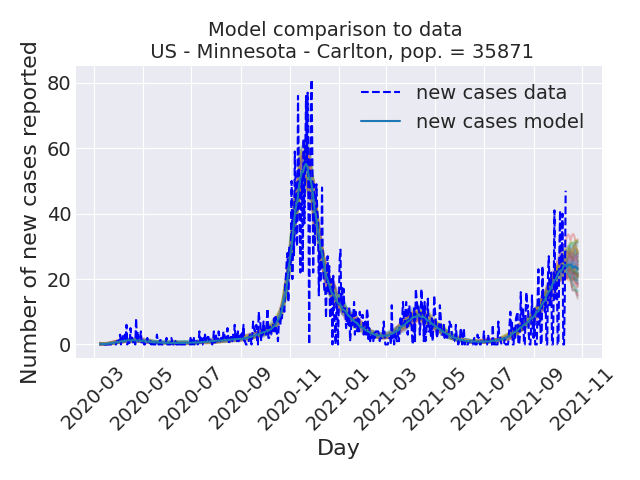 Model comparison to data
US - Minnesota - Carlton, pop. = 35871
Number of new cases reported
80
60
40
20
0
new cases data
new cases model
2020-03
2020-05
2020-07
2020-09
2020-11
2021-01
2021-03
2021-05
2021-07
2021-09
2021-11
Day